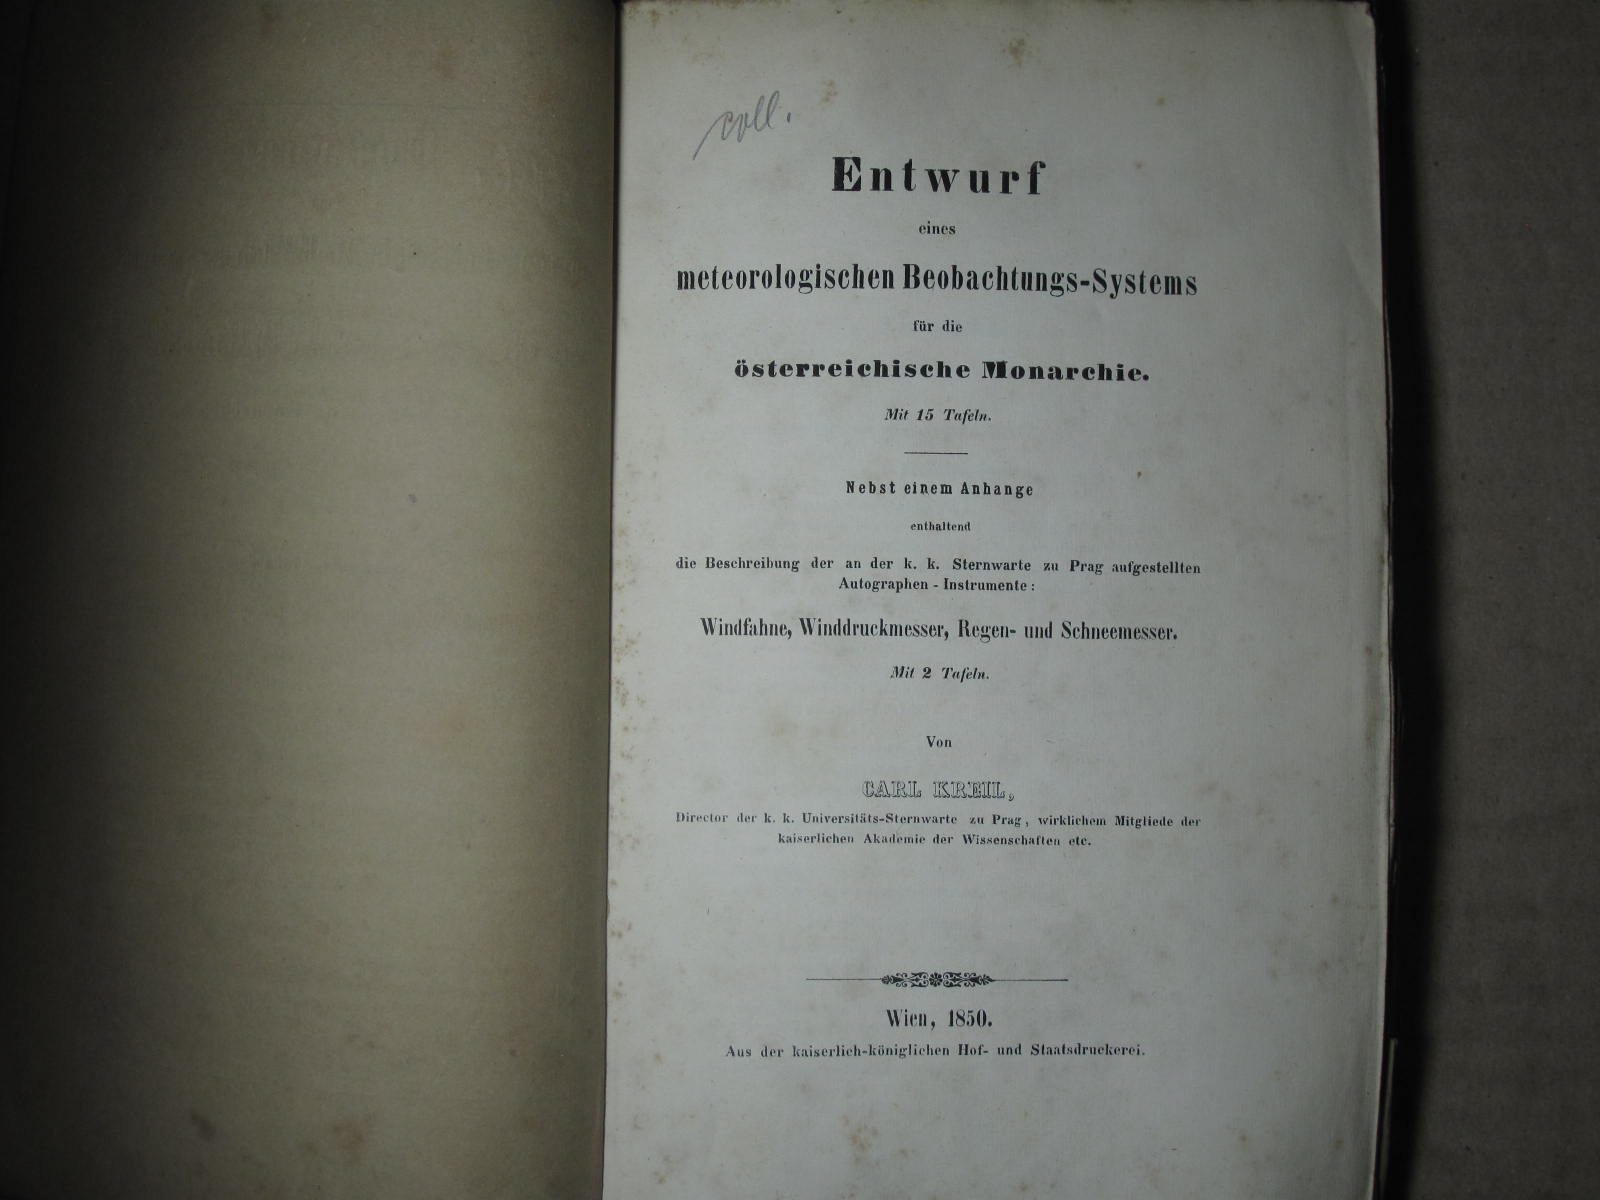 coll.
Entwurf
eines
meteorologischen Beobachtungs-Systems
für die
österreichische Monarchie.
Mit 15 Tafeln.
Nebst einem Anhange
enthaltend
die Beschreibung der an der k. k. Sternwarte zu Prag aufgestellten
Autographen-Instrumente:
Windfahne, Winddruckmesser, Regen- und Schneemesser.
Mit 2 Tafeln.
Von
CARL KREIL,
Director der k. k. Universitäts-Sternwarte zu Prag, wirklichem Mitgliede der
kaiserlichen Akademie der Wissenschaften etc.
Wien, 1850.
Aus der kaiserlich-königlichen Hof- und Staatsdruckerei.